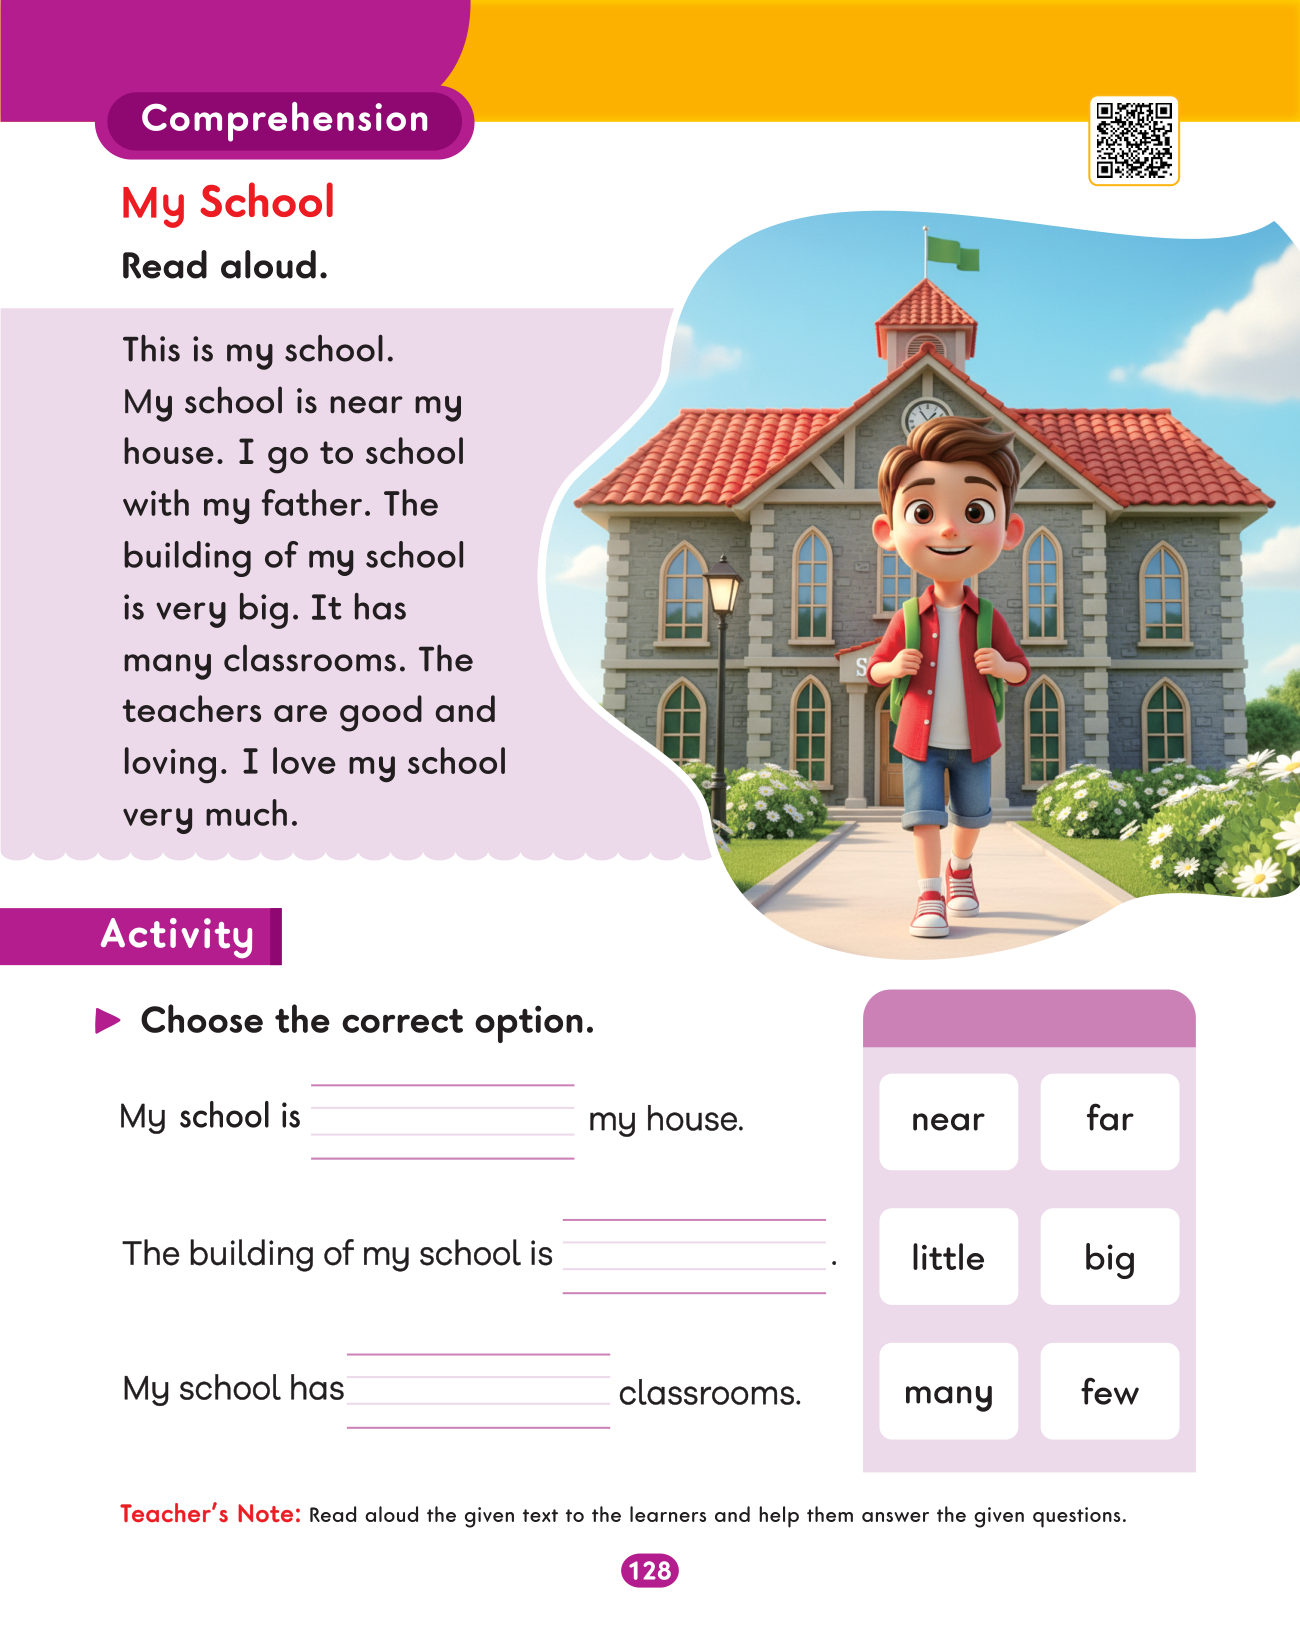 Comprehension
My School
Read aloud.
This is my school.
My school is near my
house. I go to school
with my father. The
building of my school
is very big. It has
many classrooms. The
teachers are good and
loving. I love my school
very much.
S
Activity
Choose the correct option.
My school is my house.
near far
The building of my school is .
little big
My school has classrooms.
many few
Teacher's Note: Read aloud the given text to the learners and help them answer the given questions.
128